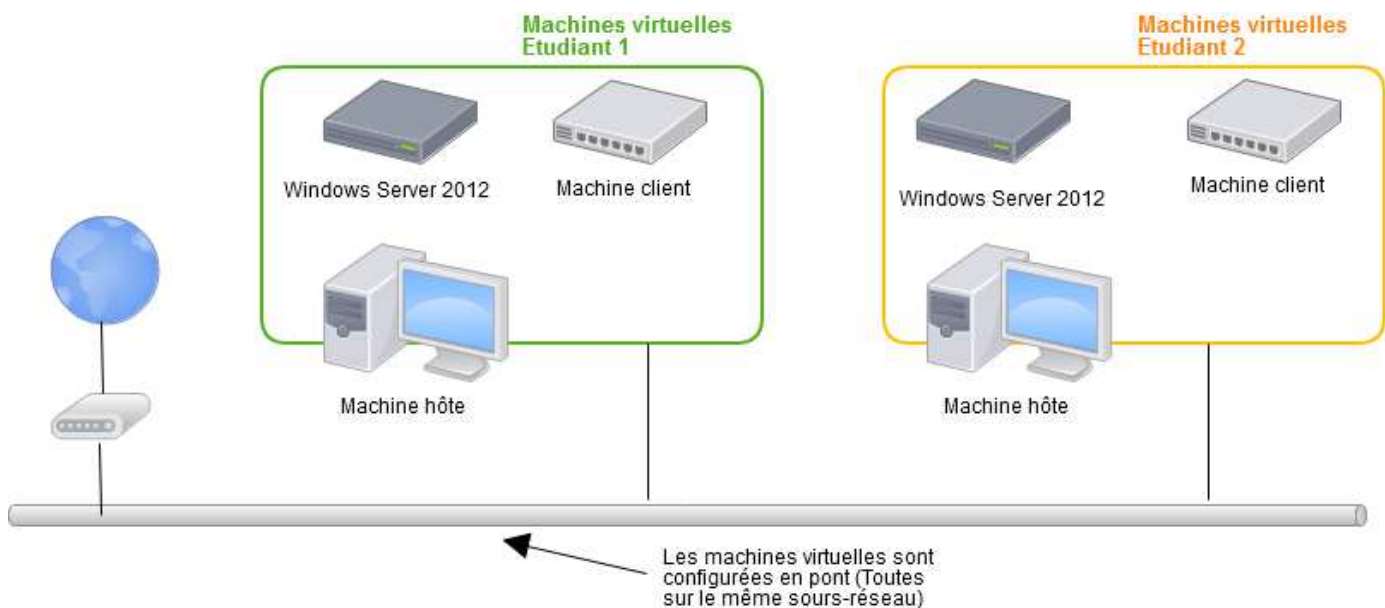 Machines virtuelles
Etudiant 1
Machines virtuelles
Etudiant 2
Windows Server 2012
Machine client
Windows Server 2012
Machine client
Machine hôte
Machine hôte
Les machines virtuelles sont
configurées en pont (Toutes
sur le même sours-réseau)